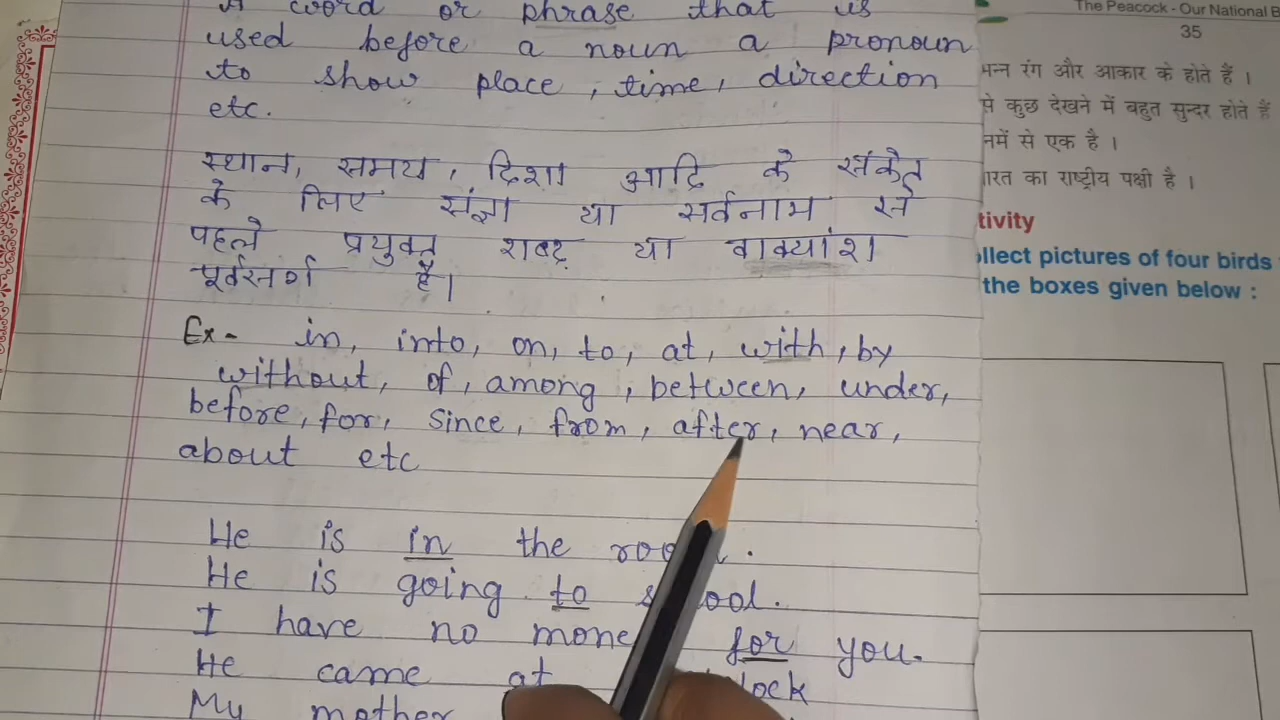 A word or phrase that is
used before a noun a pronoun
to show place, time, direction
etc.
स्थान, समय, दिशा आदि के संकेत
के लिए संज्ञा या सर्वनाम से
पहले प्रयुक्त शब्द या वाक्यांश
पूर्वसर्ग है।
Ex- in, into, on, to, at, with, by
without, of, among, between, under,
before, for, since, from, after, near,
about etc
He is in the
He is going to
I have no for you.
He came at
My mother
The Peacock - Our National B
35
रंग और आकार के होते हैं ।
से कुछ देखने में बहुत सुन्दर होते हैं
में से एक है ।
का राष्ट्रीय पक्षी है ।
tivity
llect pictures of four birds
the boxes given below :